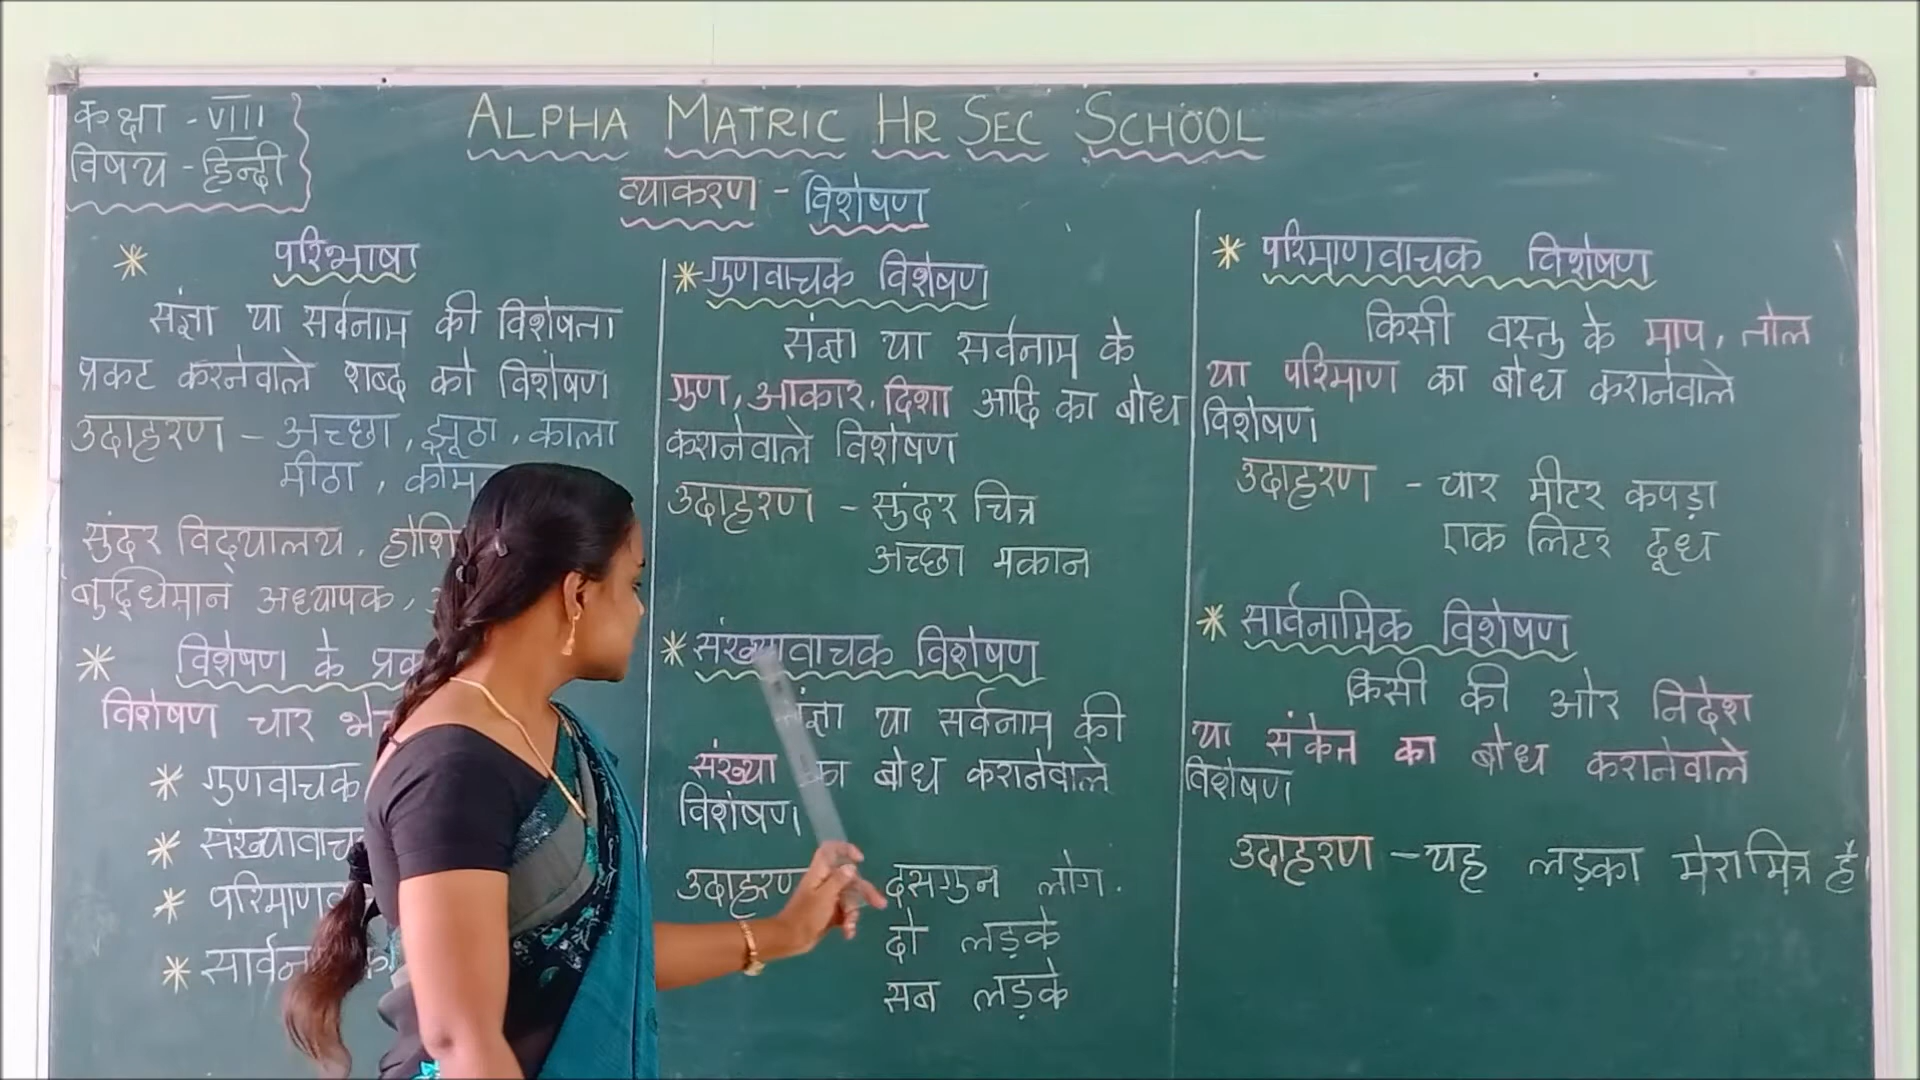 कक्षा - VIII
विषय - हिन्दी
ALPHA MATRIC HR SEC SCHOOL
व्याकरण - विशेषण
* परिभाषा
संज्ञा या सर्वनाम की विशेषता
प्रकट करनेवाले शब्द को विशेषण
उदाहरण - अच्छा, झूठा, काला
मीठा,
सुंदर विद्यालय,
बुद्धिमान अध्यापक,
* विशेषण के
विशेषण चार
* गुणवाचक
*
*
*
* गुणवाचक विशेषण
संज्ञा या सर्वनाम के
गुण, आकार, दिशा आदि का बोध
करानेवाले विशेषण
उदाहरण - सुंदर चित्र
अच्छा मकान
* संख्यावाचक विशेषण
संज्ञा या सर्वनाम की
संख्या का बोध करानेवाले
विशेषण
उदाहरण दसगुन लोग.
दो लड़के
सब लड़के
* परिमाणवाचक विशेषण
किसी वस्तु के माप, तोल
या परिमाण का बोध करानेवाले
विशेषण
उदाहरण - चार मीटर कपड़ा
एक लिटर दूध
* सार्वनामिक विशेषण
किसी की ओर निदेश
या संकेत का बोध करानेवाले
विशेषण
उदाहरण - यह लड़का मेरा मित्र है।